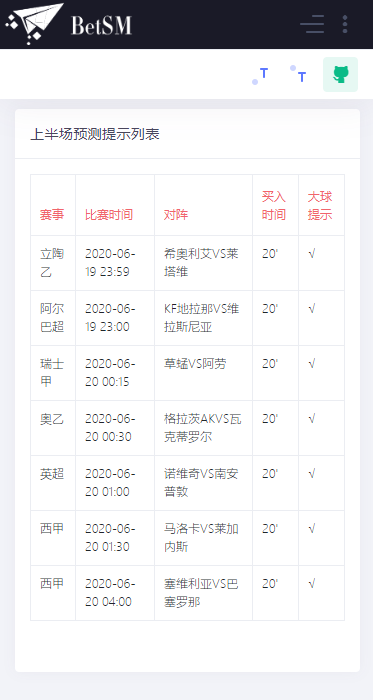 BetSM
T
T
上半场预测提示列表
赛事 比赛时间 对阵 买入时间 大球提示
立陶乙 2020-06-19 23:59 希奥利艾VS莱塔维 20' √
阿尔巴超 2020-06-19 23:00 KF地拉那VS维拉斯尼亚 20' √
瑞士甲 2020-06-20 00:15 草蜢VS阿劳 20' √
奥乙 2020-06-20 00:30 格拉茨AKVS瓦克蒂罗尔 20' √
英超 2020-06-20 01:00 诺维奇VS南安普敦 20' √
西甲 2020-06-20 01:30 马洛卡VS莱加内斯 20' √
西甲 2020-06-20 04:00 塞维利亚VS巴塞罗那 20' √